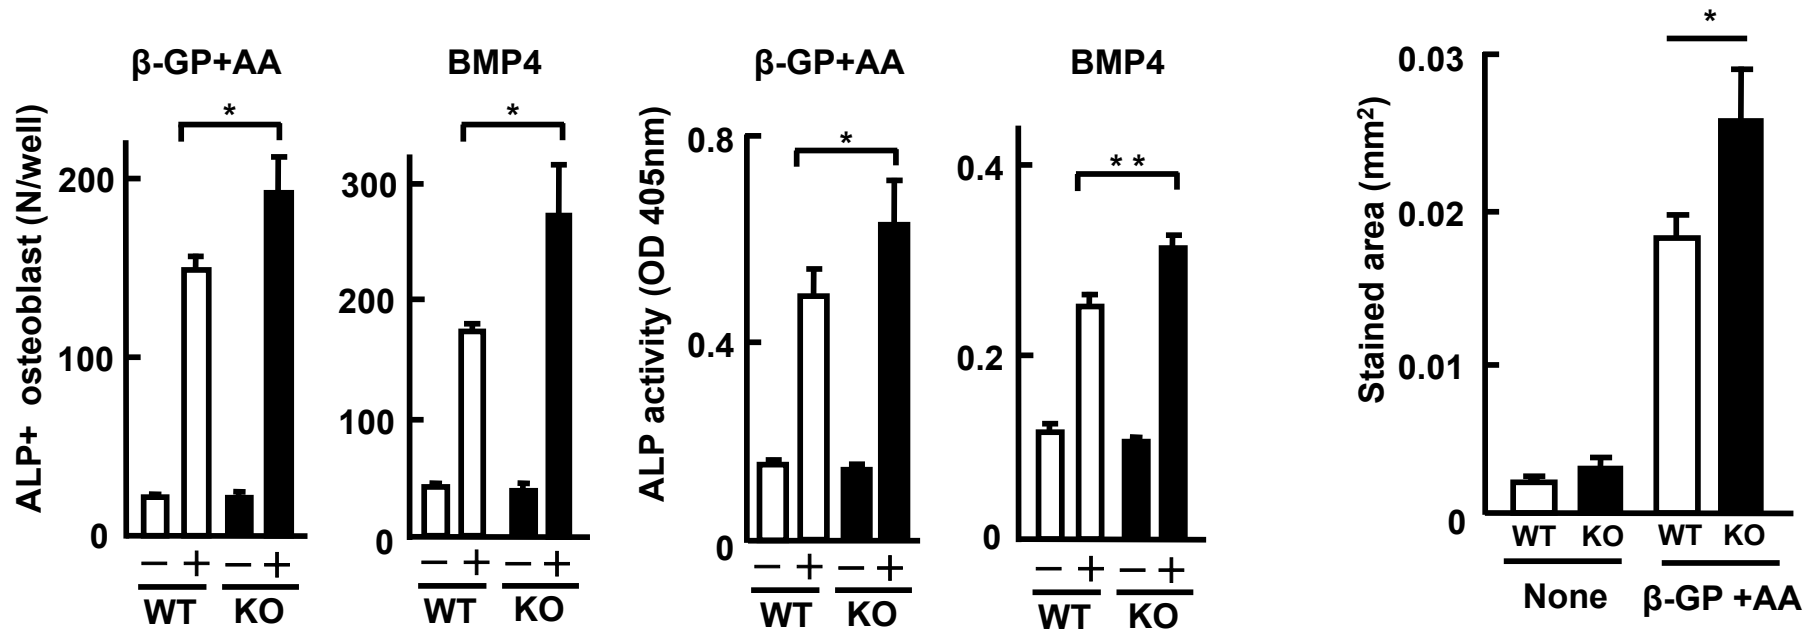 β-GP+AA
*
ALP+ osteoblast (N/well)
200
100
0
− + − +
WT KO
BMP4
*
300
200
100
0
− + − +
WT KO
β-GP+AA
*
ALP activity (OD 405nm)
0.8
0.4
0
− + − +
WT KO
BMP4
* *
0.4
0.2
0
− + − +
WT KO
*
Stained area (mm²)
0.03
0.02
0.01
0
WT KO WT KO
None β-GP +AA